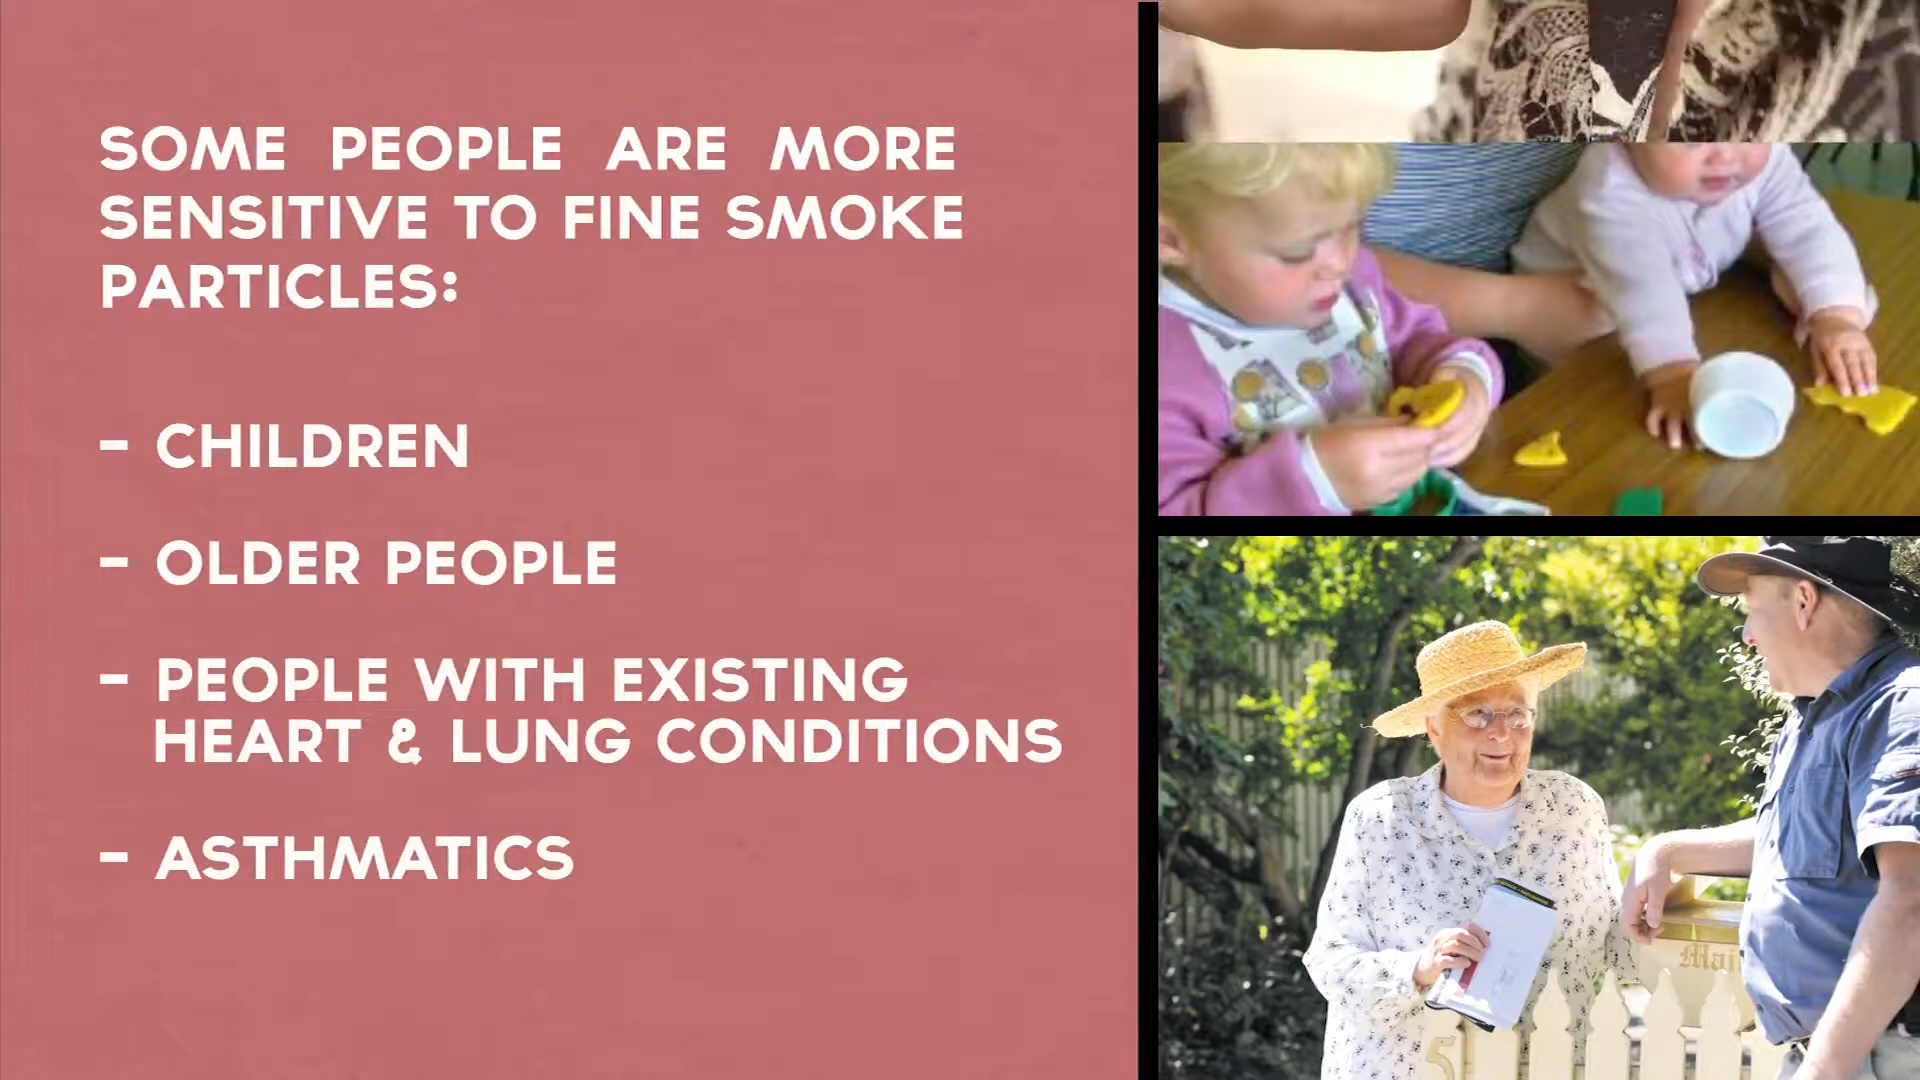 SOME PEOPLE ARE MORE
SENSITIVE TO FINE SMOKE
PARTICLES:
- CHILDREN
- OLDER PEOPLE
- PEOPLE WITH EXISTING
HEART & LUNG CONDITIONS
- ASTHMATICS
5